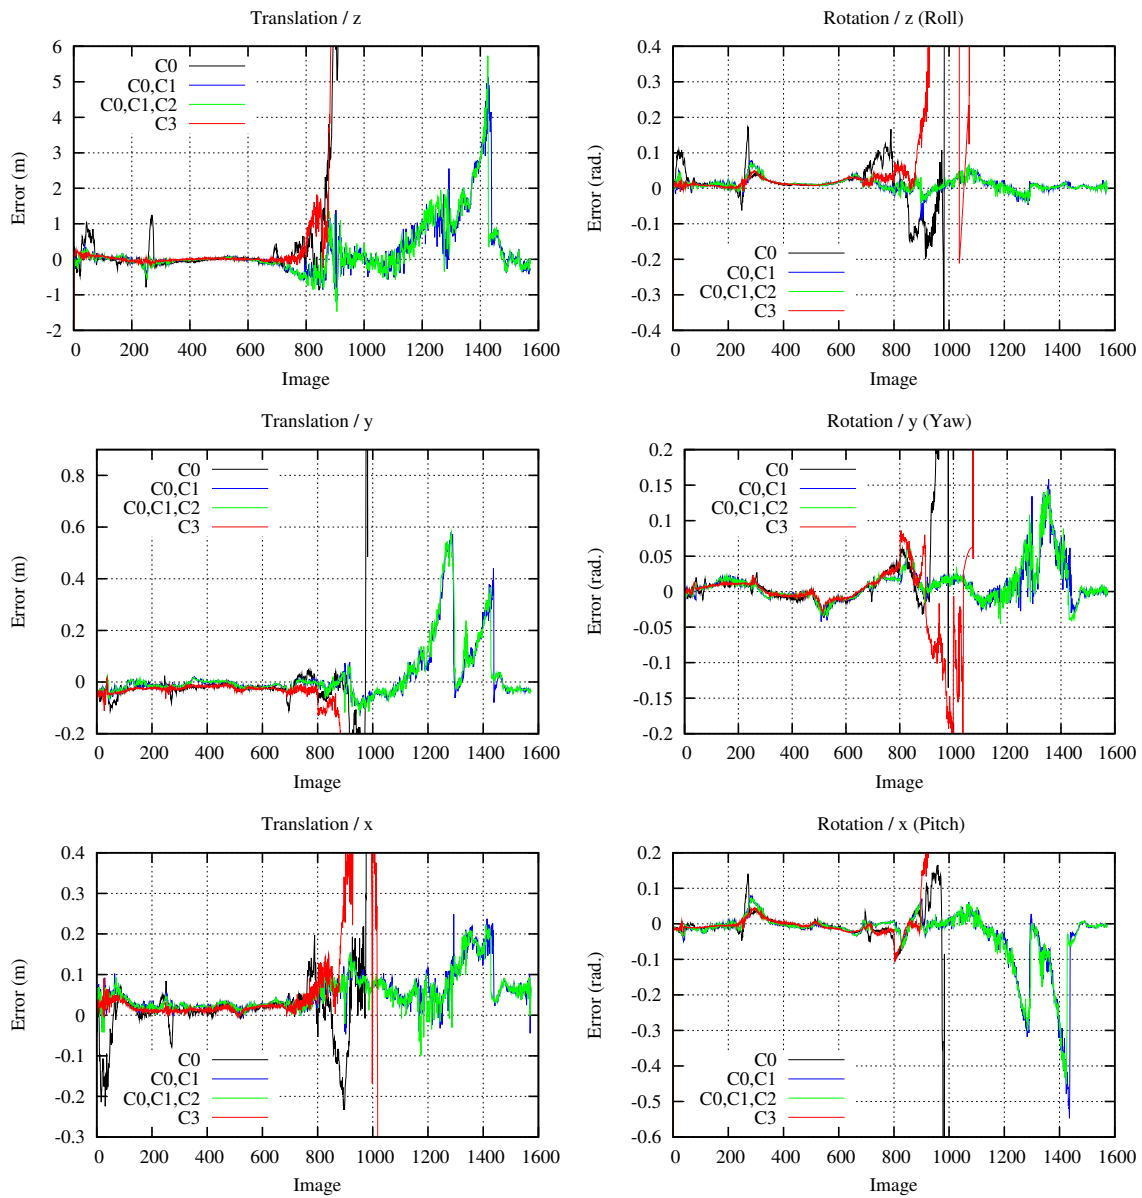 Translation / z
6
5
4
3
2
1
0
-1
-2
Error (m)
C0
C0,C1
C0,C1,C2
C3
0 200 400 600 800 1000 1200 1400 1600
Image
Rotation / z (Roll)
0.4
0.3
0.2
0.1
0
-0.1
-0.2
-0.3
-0.4
Error (rad.)
C0
C0,C1
C0,C1,C2
C3
0 200 400 600 800 1000 1200 1400 1600
Image
Translation / y
0.8
0.6
0.4
0.2
0
-0.2
Error (m)
C0
C0,C1
C0,C1,C2
C3
0 200 400 600 800 1000 1200 1400 1600
Image
Rotation / y (Yaw)
0.2
0.15
0.1
0.05
0
-0.05
-0.1
-0.15
-0.2
Error (rad.)
C0
C0,C1
C0,C1,C2
C3
0 200 400 600 800 1000 1200 1400 1600
Image
Translation / x
0.4
0.3
0.2
0.1
0
-0.1
-0.2
-0.3
Error (m)
C0
C0,C1
C0,C1,C2
C3
0 200 400 600 800 1000 1200 1400 1600
Image
Rotation / x (Pitch)
0.2
0.1
0
-0.1
-0.2
-0.3
-0.4
-0.5
-0.6
Error (rad.)
C0
C0,C1
C0,C1,C2
C3
0 200 400 600 800 1000 1200 1400 1600
Image